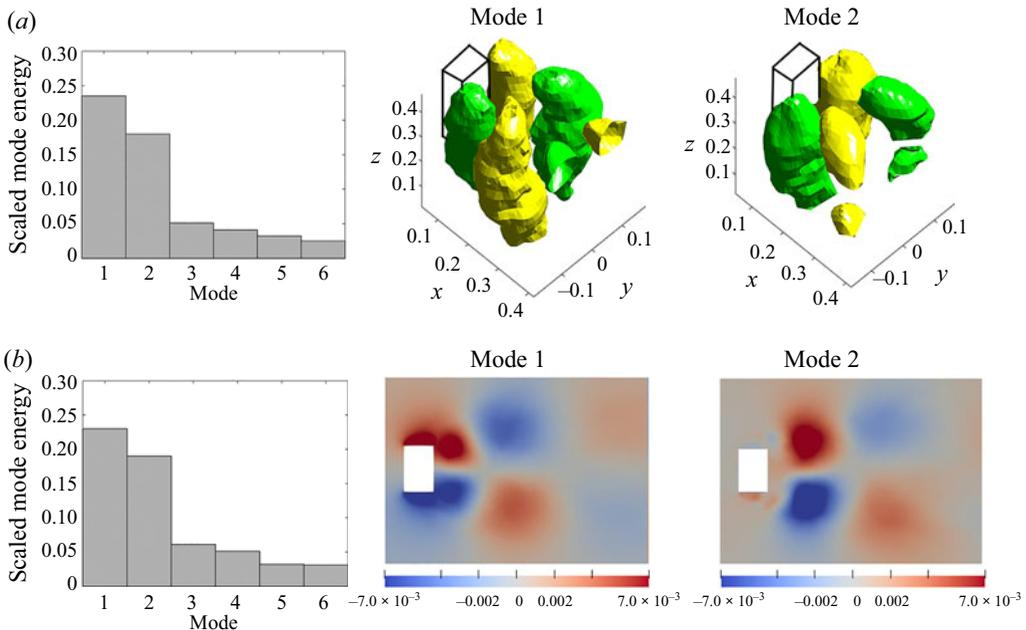 (a)
Scaled mode energy
0.30
0.25
0.20
0.15
0.10
0.05
0
1 2 3 4 5 6
Mode
Mode 1
z
0.4
0.3
0.2
0.1
0.1
0.2
0.3
0.4
x
–0.1
0
0.1
y
Mode 2
z
0.4
0.3
0.2
0.1
0.1
0.2
0.3
0.4
x
–0.1
0
0.1
y
(b)
Scaled mode energy
0.30
0.25
0.20
0.15
0.10
0.05
0
1 2 3 4 5 6
Mode
Mode 1
–7.0 × 10⁻³ –0.002 0 0.002 7.0 × 10⁻³
Mode 2
–7.0 × 10⁻³ –0.002 0 0.002 7.0 × 10⁻³